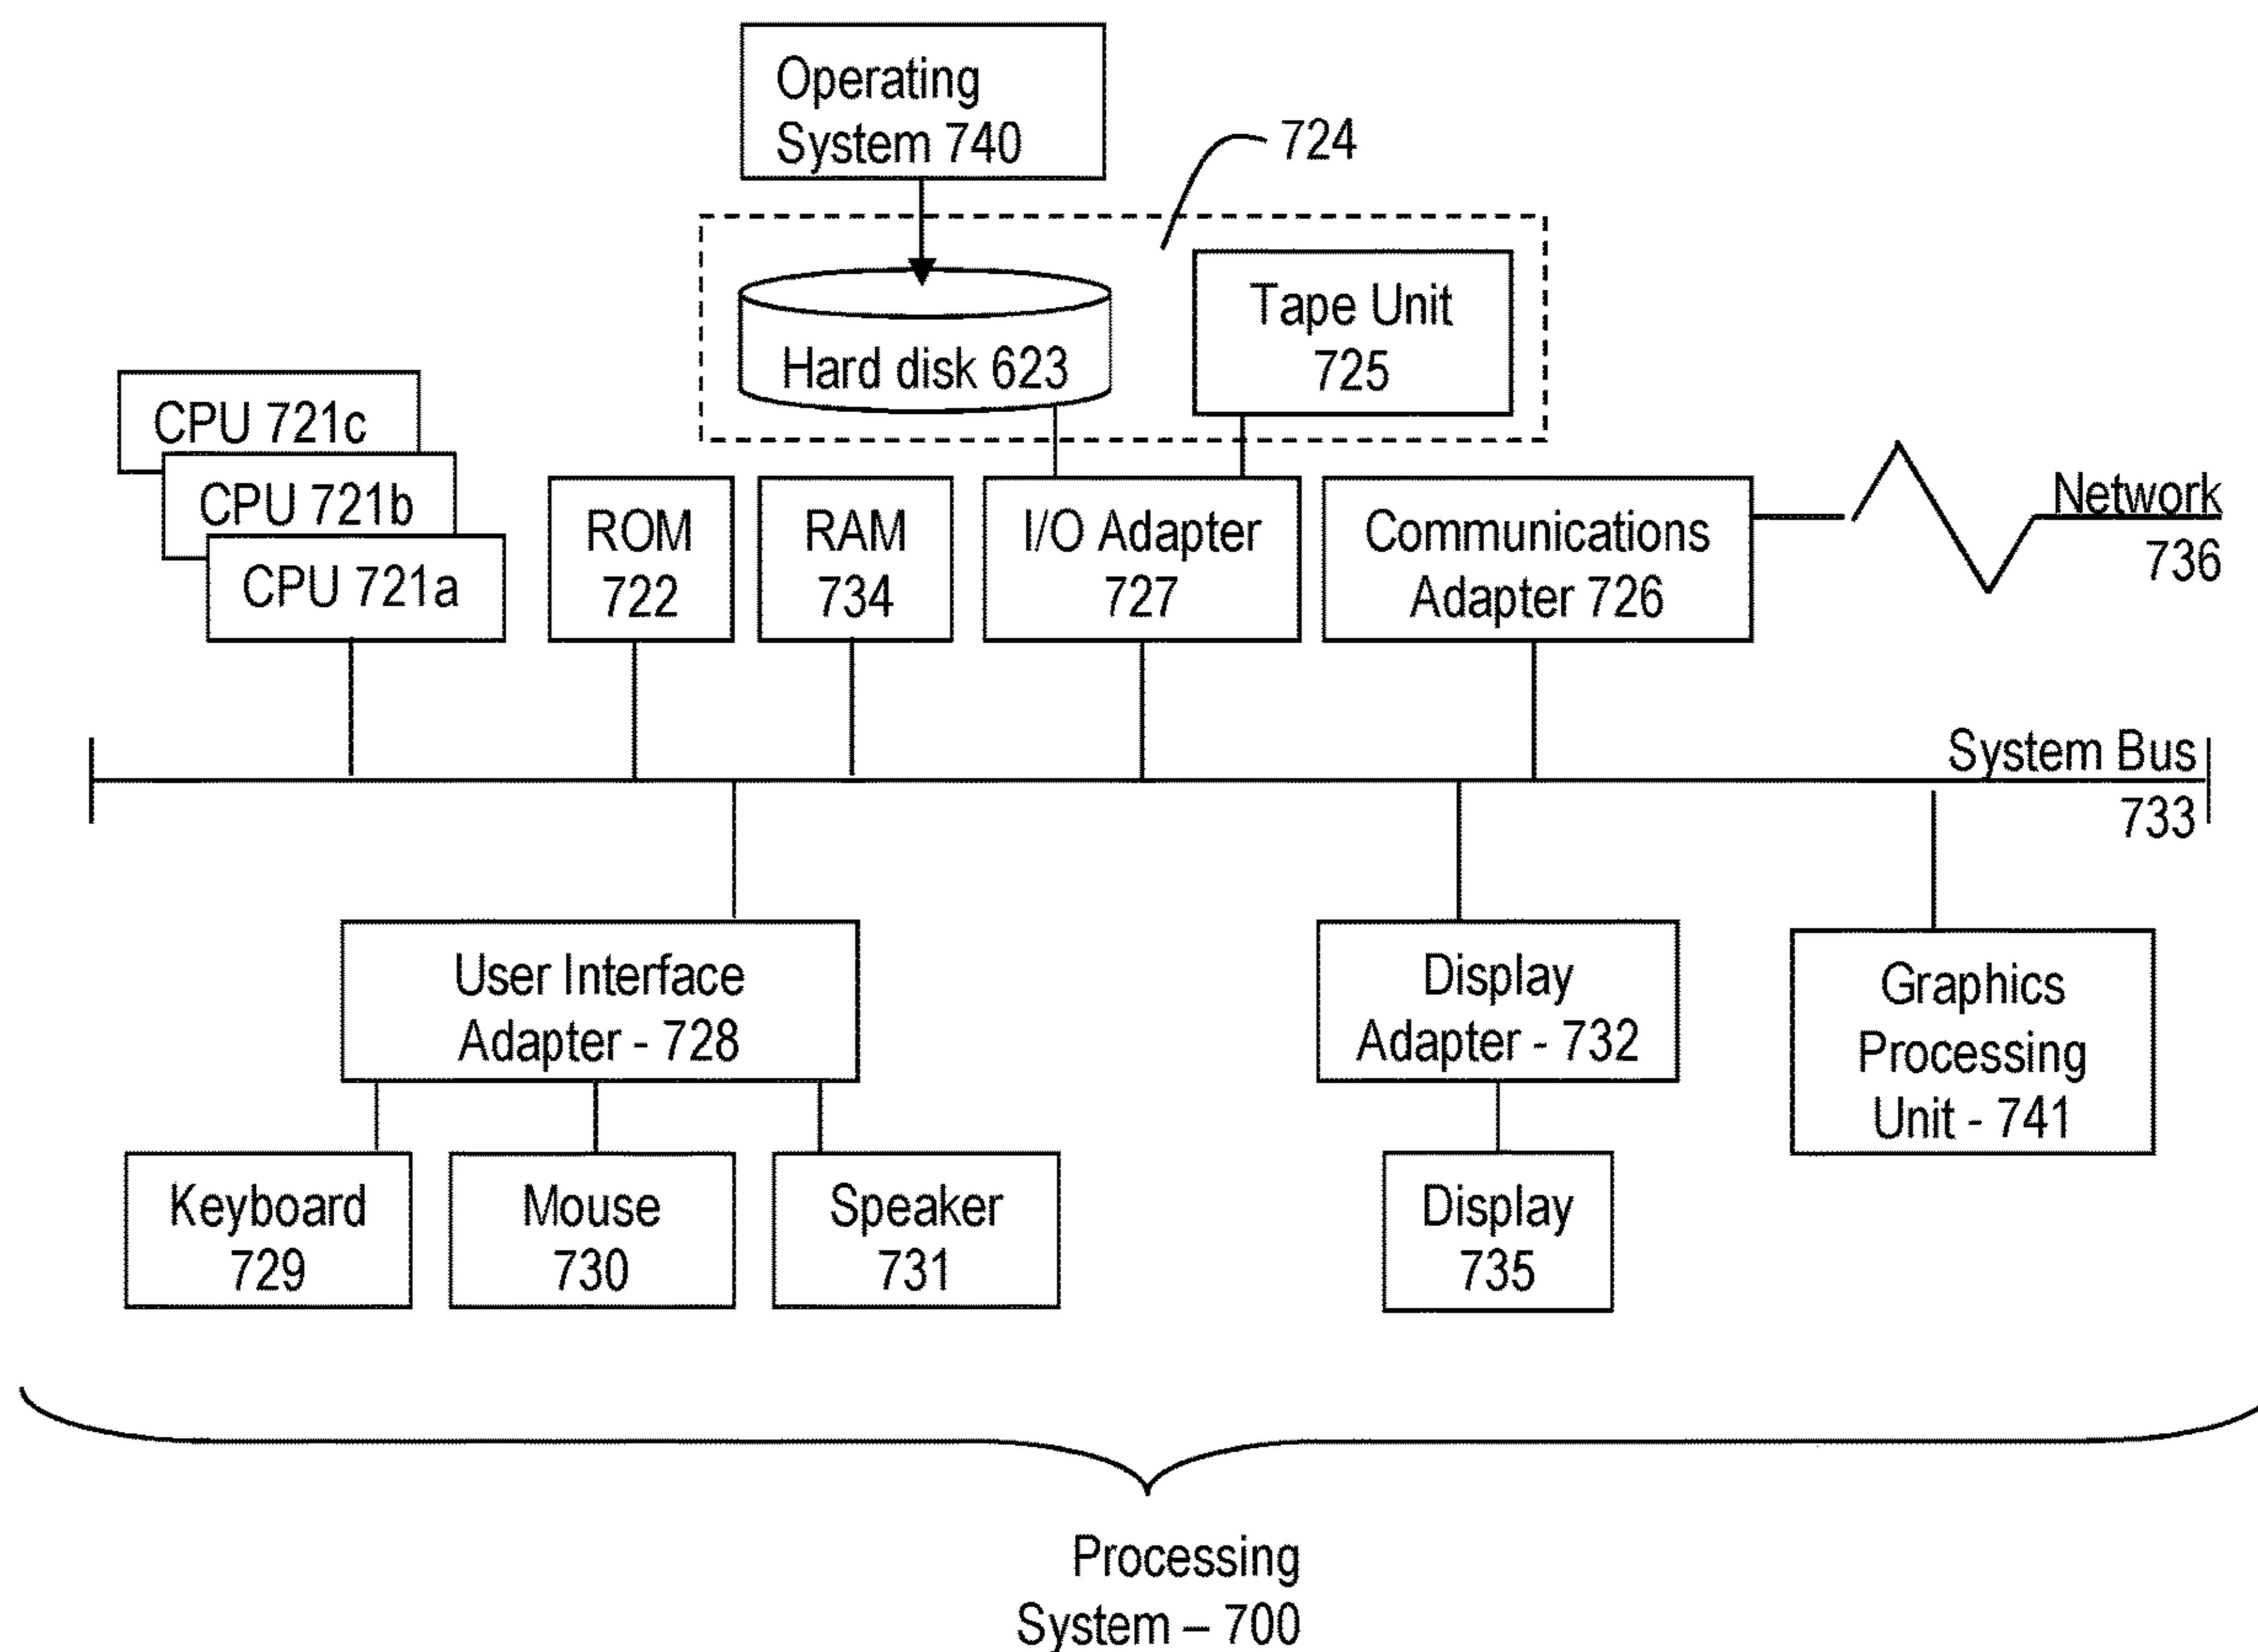 Operating
System 740
724
Hard disk 623
Tape Unit
725
CPU 721c
CPU 721b
CPU 721a
ROM
722
RAM
734
I/O Adapter
727
Communications
Adapter 726
Network
736
System Bus
733
User Interface
Adapter - 728
Display
Adapter - 732
Graphics
Processing
Unit - 741
Keyboard
729
Mouse
730
Speaker
731
Display
735
Processing
System – 700